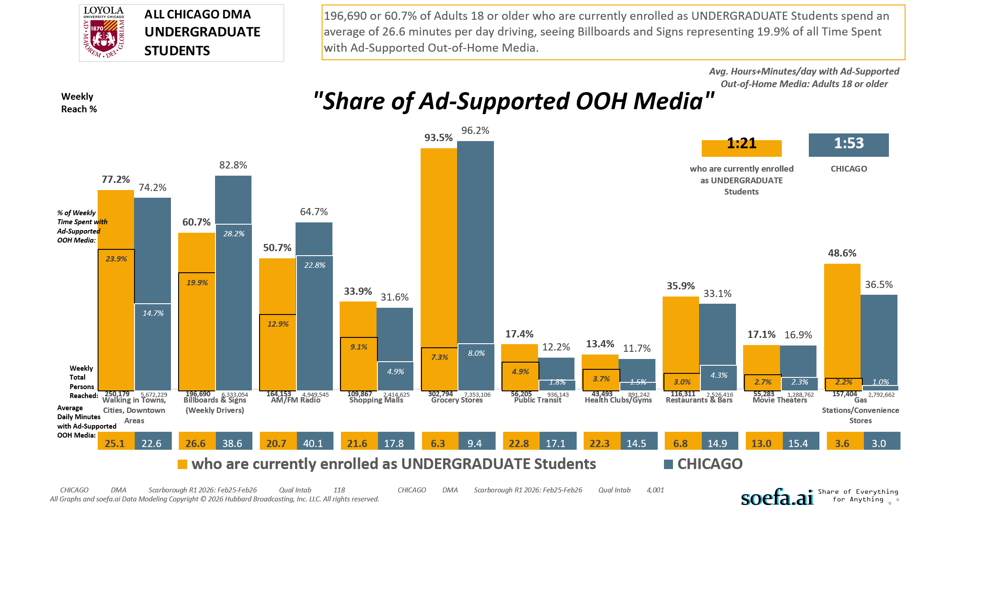 LOYOLA
UNIVERSITY CHICAGO
AD • MAJOREM • DEI • GLORIAM
1870
ALL CHICAGO DMA
UNDERGRADUATE
STUDENTS
196,690 or 60.7% of Adults 18 or older who are currently enrolled as UNDERGRADUATE Students spend an
average of 26.6 minutes per day driving, seeing Billboards and Signs representing 19.9% of all Time Spent
with Ad-Supported Out-of-Home Media.
Avg. Hours+Minutes/day with Ad-Supported
Out-of-Home Media: Adults 18 or older
Weekly
Reach %
"Share of Ad-Supported OOH Media"
1:21
1:53
who are currently enrolled
as UNDERGRADUATE
Students
CHICAGO
77.2% 74.2% 60.7% 82.8% 50.7% 64.7% 33.9% 31.6% 93.5% 96.2% 17.4% 12.2% 13.4% 11.7% 35.9% 33.1% 17.1% 16.9% 48.6% 36.5%
% of Weekly
Time Spent with
Ad-Supported
OOH Media:
23.9% 14.7% 19.9% 28.2% 12.9% 22.8% 9.1% 4.9% 7.3% 8.0% 4.9% 1.8% 3.7% 1.5% 3.0% 4.3% 2.7% 2.3% 2.2% 1.0%
Weekly
Total
Persons
Reached:
250,179 5,672,229 196,690 6,333,054 164,153 4,949,545 109,867 2,414,625 302,794 7,353,106 56,205 936,143 43,493 891,242 116,311 2,526,416 55,283 1,288,762 157,404 2,792,662
Walking in Towns,
Cities, Downtown
Areas
Billboards & Signs
(Weekly Drivers)
AM/FM Radio
Shopping Malls
Grocery Stores
Public Transit
Health Clubs/Gyms
Restaurants & Bars
Movie Theaters
Gas
Stations/Convenience
Stores
Average
Daily Minutes
with Ad-Supported
OOH Media:
25.1 22.6 26.6 38.6 20.7 40.1 21.6 17.8 6.3 9.4 22.8 17.1 22.3 14.5 6.8 14.9 13.0 15.4 3.6 3.0
who are currently enrolled as UNDERGRADUATE Students CHICAGO
CHICAGO DMA Scarborough R1 2026: Feb25-Feb26 Qual Intab 118 CHICAGO DMA Scarborough R1 2026: Feb25-Feb26 Qual Intab 4,001
All Graphs and soefa.ai Data Modeling Copyright © 2026 Hubbard Broadcasting, Inc. LLC. All rights reserved.
soefa.ai
Share of Everything
for Anything © ©